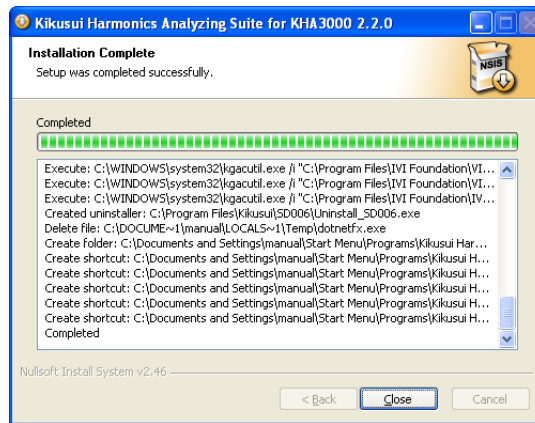 Kikusui Harmonics Analyzing Suite for KHA3000 2.2.0
Installation Complete
Setup was completed successfully.
NSIS
Completed
Execute: C:\WINDOWS\system32\kgacutil.exe /i "C:\Program Files\IVI Foundation\VI...
Execute: C:\WINDOWS\system32\kgacutil.exe /i "C:\Program Files\IVI Foundation\VI...
Execute: C:\WINDOWS\system32\kgacutil.exe /i "C:\Program Files\IVI Foundation\IV...
Created uninstaller: C:\Program Files\Kikusui\SD006\Uninstall_SD006.exe
Delete file: C:\DOCUME~1\manual\LOCALS~1\Temp\dotnetfx.exe
Create folder: C:\Documents and Settings\manual\Start Menu\Programs\Kikusui Har...
Create shortcut: C:\Documents and Settings\manual\Start Menu\Programs\Kikusui H...
Create shortcut: C:\Documents and Settings\manual\Start Menu\Programs\Kikusui H...
Create shortcut: C:\Documents and Settings\manual\Start Menu\Programs\Kikusui H...
Create shortcut: C:\Documents and Settings\manual\Start Menu\Programs\Kikusui H...
Create shortcut: C:\Documents and Settings\manual\Start Menu\Programs\Kikusui H...
Completed
Nullsoft Install System v2.46
< Back Close Cancel